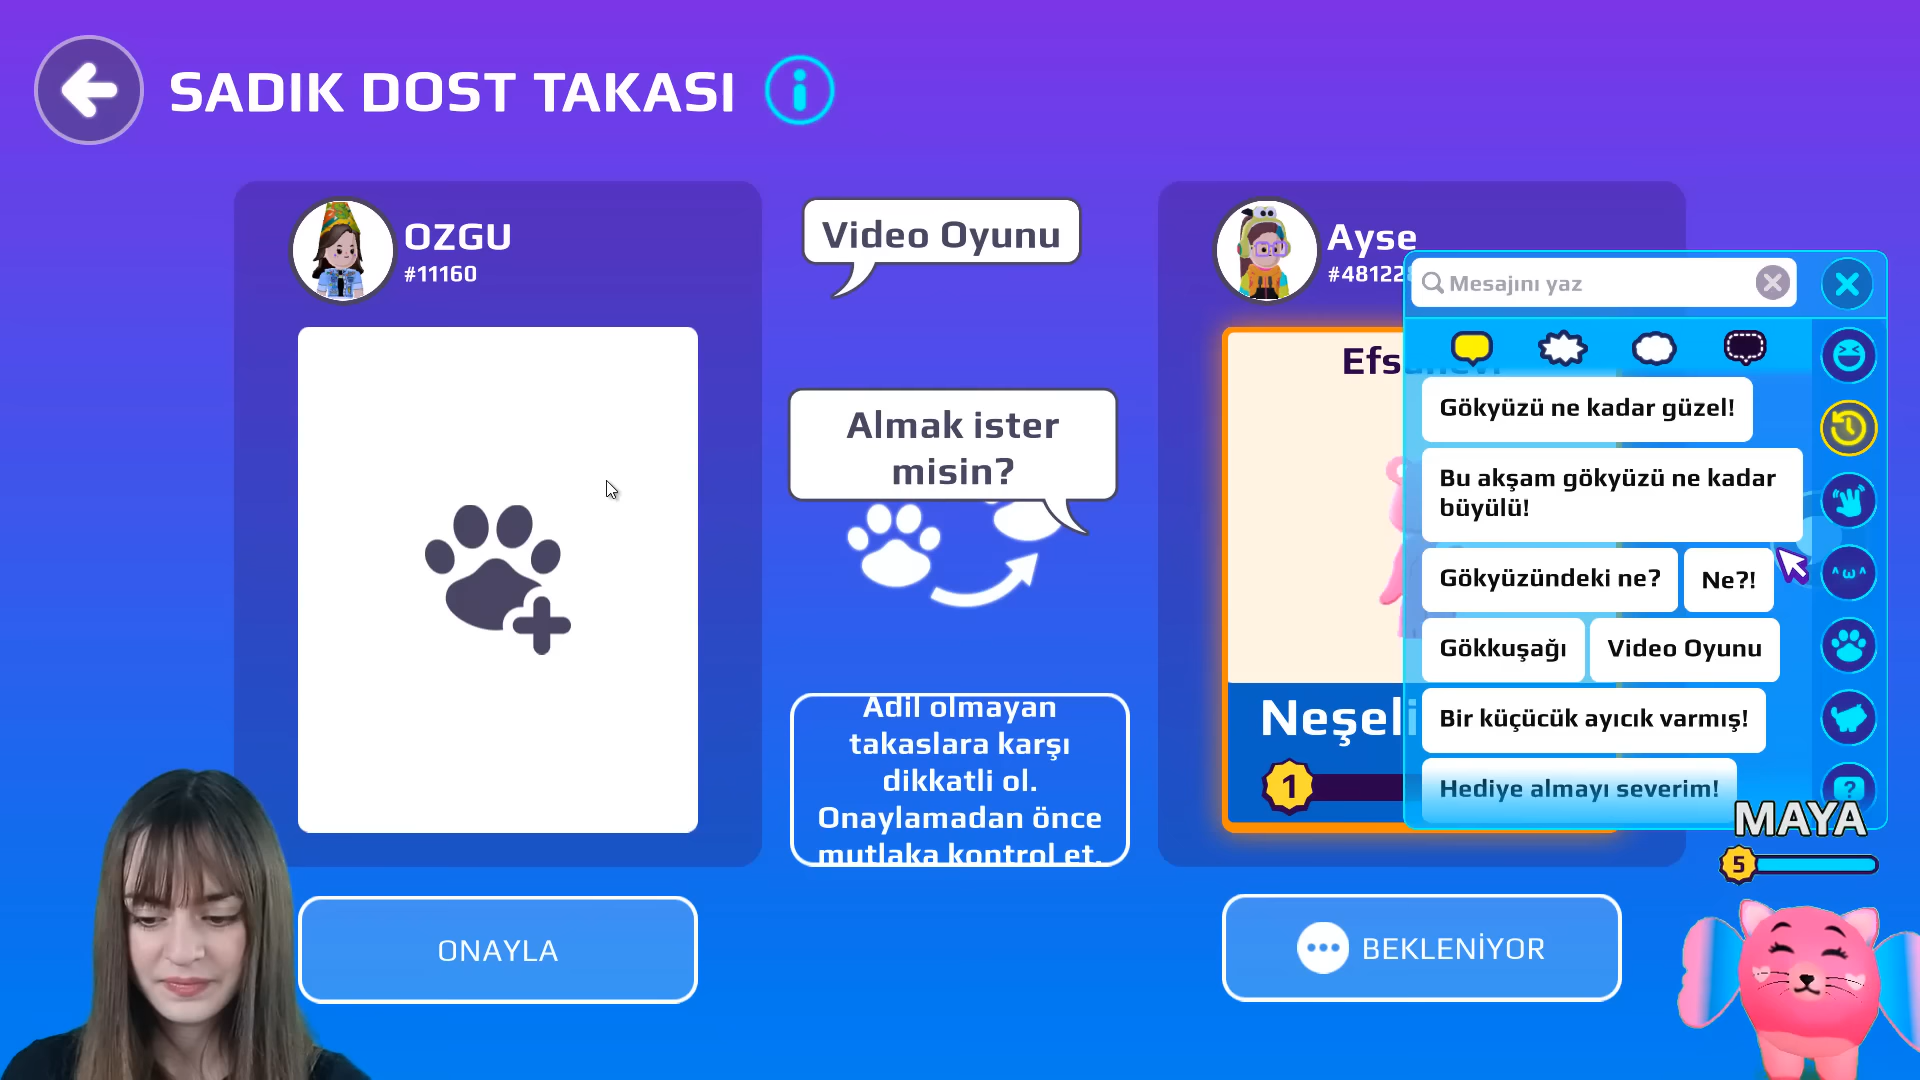 SADIK DOST TAKASI
OZGU
#11160
Video Oyunu
Almak ister
misin?
Adil olmayan
takaslara karşı
dikkatli ol.
Onaylamadan önce
mutlaka kontrol et.
Ayse
Neşeli
1
Mesajını yaz
Gökyüzü ne kadar güzel!
Bu akşam gökyüzü ne kadar
büyülü!
Gökyüzündeki ne?
Ne?!
Gökkuşağı
Video Oyunu
Bir küçücük ayıcık varmış!
Hediye almayı severim!
MAYA
5
ONAYLA
BEKLENİYOR